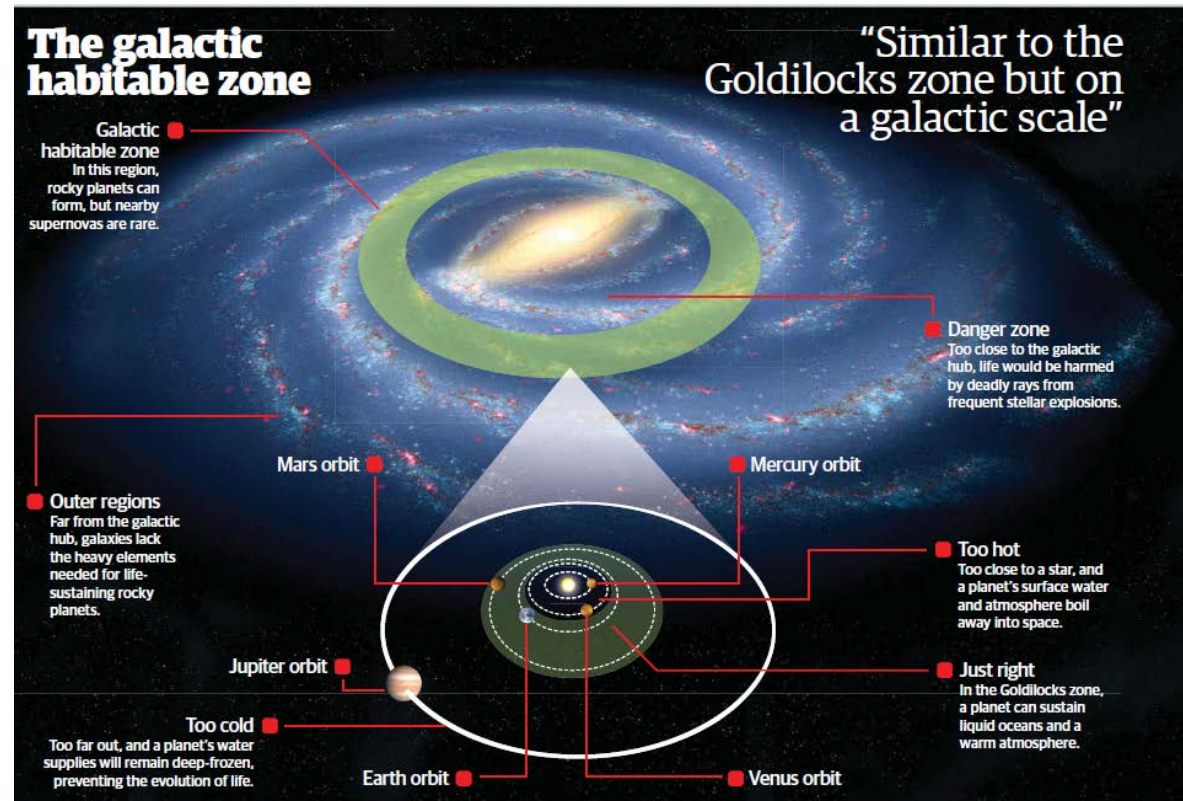 The galactic
habitable zone
“Similar to the
Goldilocks zone but on
a galactic scale”
Galactic
habitable zone
In this region,
rocky planets can
form, but nearby
supernovas are rare.
Danger zone
Too close to the galactic
hub, life would be harmed
by deadly rays from
frequent stellar explosions.
Mars orbit
Mercury orbit
Outer regions
Far from the galactic
hub, galaxies lack
the heavy elements
needed for life-
sustaining rocky
planets.
Too hot
Too close to a star, and
a planet's surface water
and atmosphere boil
away into space.
Jupiter orbit
Just right
In the Goldilocks zone,
a planet can sustain
liquid oceans and a
warm atmosphere.
Too cold
Too far out, and a planet's water
supplies will remain deep-frozen,
preventing the evolution of life.
Earth orbit
Venus orbit